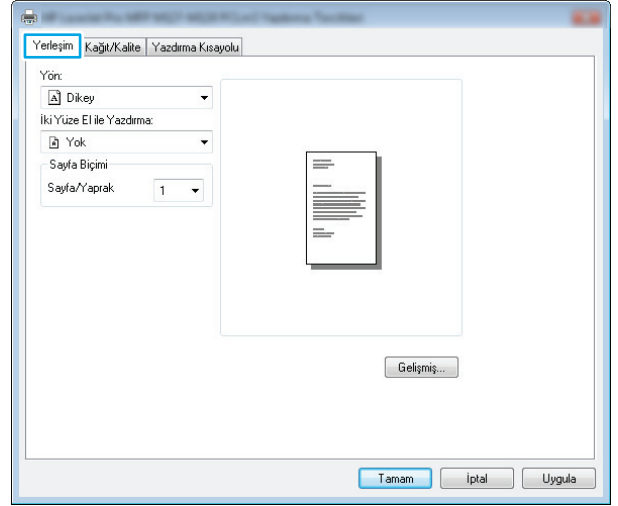 Yerleşim Kağıt/Kalite Yazdırma Kısayolu
Yön:
A Dikey
İki Yüze El ile Yazdırma:
Yok
Sayfa Biçimi
Sayfa/Yaprak 1
Gelişmiş...
Tamam İptal Uygula